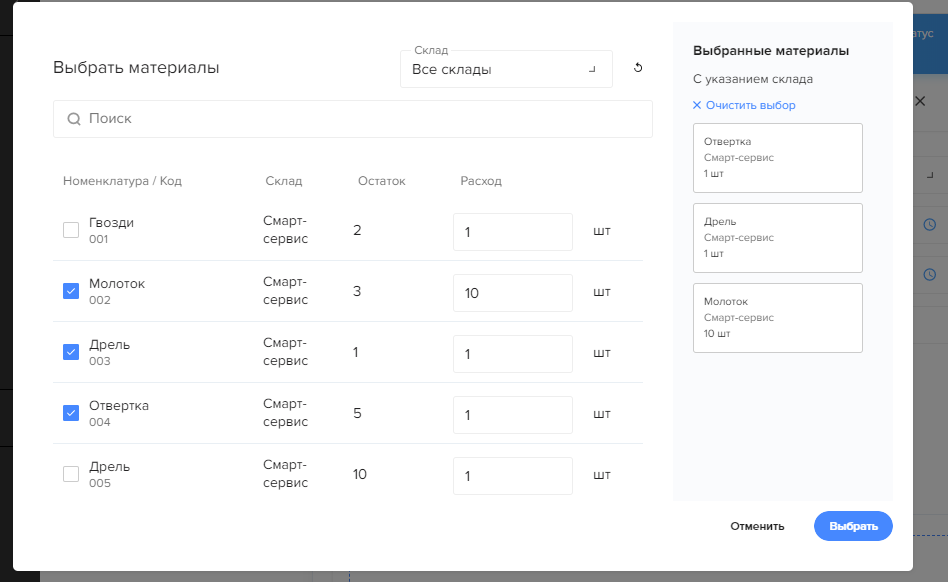 Выбрать материалы
Склад
Все склады
Поиск
Номенклатура / Код Склад Остаток Расход
Гвозди
001
Смарт-
сервис
2
1
шт
Молоток
002
Смарт-
сервис
3
10
шт
Дрель
003
Смарт-
сервис
1
1
шт
Отвертка
004
Смарт-
сервис
5
1
шт
Дрель
005
Смарт-
сервис
10
1
шт
Выбранные материалы
С указанием склада
Очистить выбор
Отвертка
Смарт-сервис
1 шт
Дрель
Смарт-сервис
1 шт
Молоток
Смарт-сервис
10 шт
Отменить
Выбрать